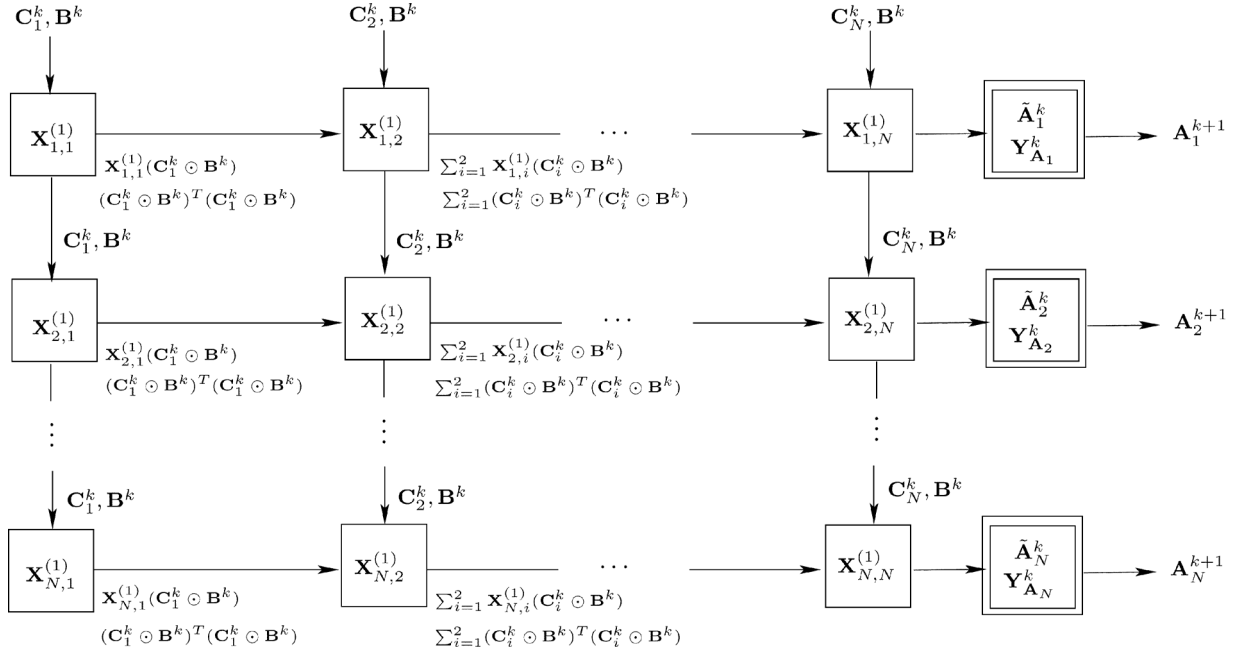 C_1^k, B^k
C_2^k, B^k
C_N^k, B^k
X_{1,1}^{(1)}
X_{1,2}^{(1)}
⋯
X_{1,N}^{(1)}
Ã_1^k
Y_{A_1}^k
A_1^{k+1}
X_{1,1}^{(1)}(C_1^k ⊙ B^k)
(C_1^k ⊙ B^k)^T(C_1^k ⊙ B^k)
∑_{i=1}^2 X_{1,i}^{(1)}(C_i^k ⊙ B^k)
∑_{i=1}^2(C_i^k ⊙ B^k)^T(C_i^k ⊙ B^k)
C_1^k, B^k
C_2^k, B^k
C_N^k, B^k
X_{2,1}^{(1)}
X_{2,2}^{(1)}
⋯
X_{2,N}^{(1)}
Ã_2^k
Y_{A_2}^k
A_2^{k+1}
X_{2,1}^{(1)}(C_1^k ⊙ B^k)
(C_1^k ⊙ B^k)^T(C_1^k ⊙ B^k)
∑_{i=1}^2 X_{2,i}^{(1)}(C_i^k ⊙ B^k)
∑_{i=1}^2(C_i^k ⊙ B^k)^T(C_i^k ⊙ B^k)
⋮
⋮
⋮
C_1^k, B^k
C_2^k, B^k
C_N^k, B^k
X_{N,1}^{(1)}
X_{N,2}^{(1)}
⋯
X_{N,N}^{(1)}
Ã_N^k
Y_{A_N}^k
A_N^{k+1}
X_{N,1}^{(1)}(C_1^k ⊙ B^k)
(C_1^k ⊙ B^k)^T(C_1^k ⊙ B^k)
∑_{i=1}^2 X_{N,i}^{(1)}(C_i^k ⊙ B^k)
∑_{i=1}^2(C_i^k ⊙ B^k)^T(C_i^k ⊙ B^k)